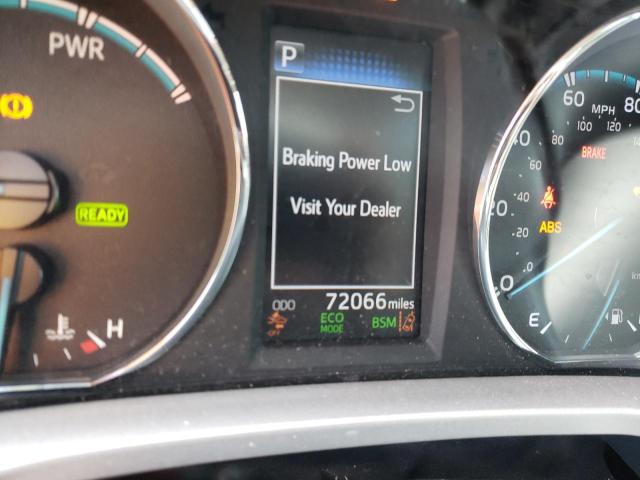 PWR
READY
H
P
Braking Power Low
Visit Your Dealer
ODO 72066 miles
OFF
ECO
MODE
BSM
60 80
MPH
100 120
80
60
40
20
0
BRAKE
ABS
40
20
0
E